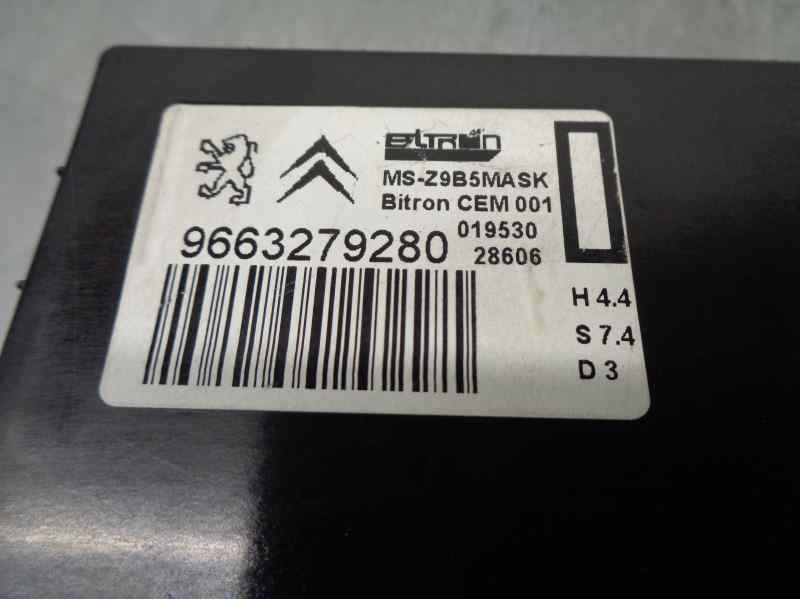 BITRON
MS-Z9B5MASK
Bitron CEM 001
019530
9663279280
28606
H 4.4
S 7.4
D 3